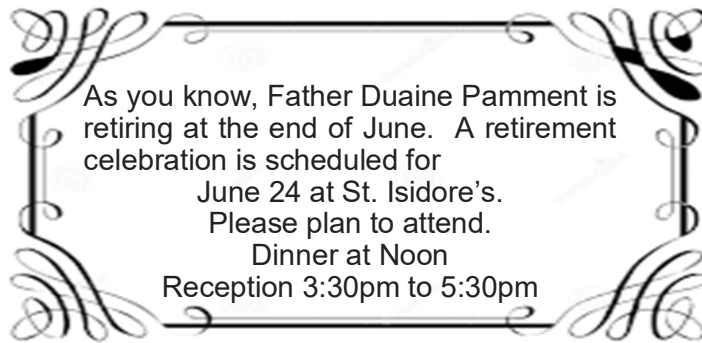 As you know, Father Duaine Pamment is
retiring at the end of June.  A retirement
celebration is scheduled for
June 24 at St. Isidore’s.
Please plan to attend.
Dinner at Noon
Reception 3:30pm to 5:30pm